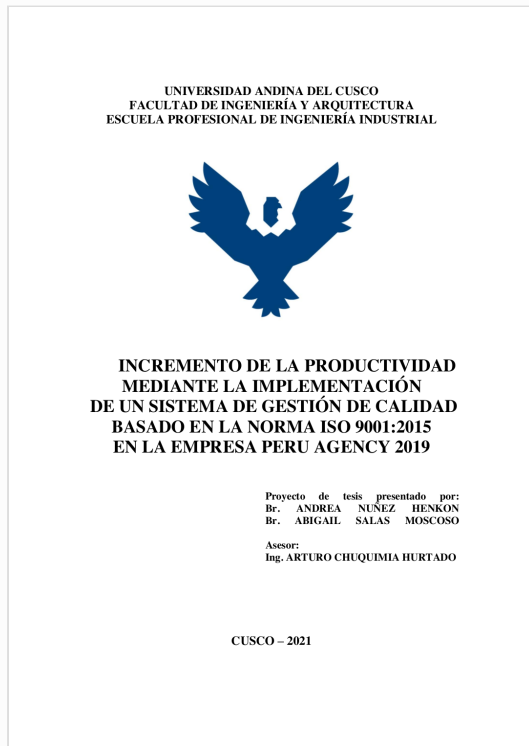 UNIVERSIDAD ANDINA DEL CUSCO
FACULTAD DE INGENIERÍA Y ARQUITECTURA
ESCUELA PROFESIONAL DE INGENIERÍA INDUSTRIAL
INCREMENTO DE LA PRODUCTIVIDAD
MEDIANTE LA IMPLEMENTACIÓN
DE UN SISTEMA DE GESTIÓN DE CALIDAD
BASADO EN LA NORMA ISO 9001:2015
EN LA EMPRESA PERU AGENCY 2019
Proyecto de tesis presentado por:
Br. ANDREA NUÑEZ HENKON
Br. ABIGAIL SALAS MOSCOSO
Asesor:
Ing. ARTURO CHUQUIMIA HURTADO
CUSCO – 2021